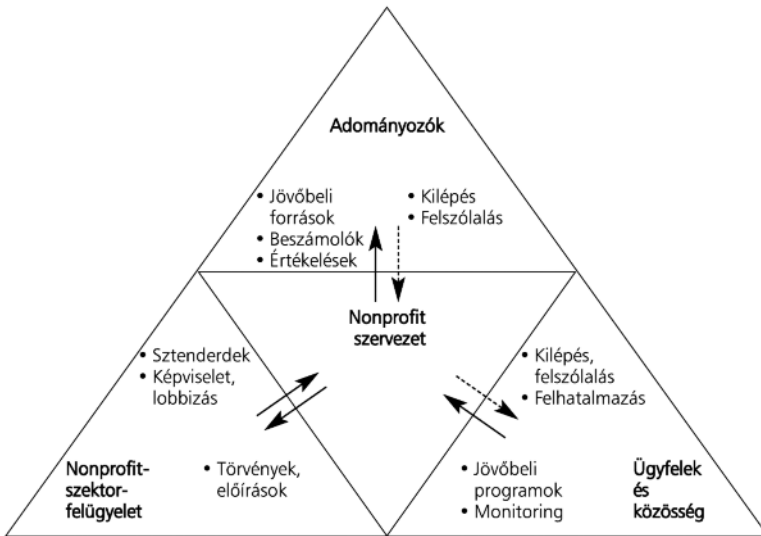 Adományozók
• Jövőbeli
források
• Beszámolók
• Értékelések
• Kilépés
• Felszólalás
Nonprofit
szervezet
• Sztenderdek
• Képviselet,
lobbizás
• Kilépés,
felszólalás
• Felhatalmazás
Nonprofit-
szektor-
felügyelet
• Törvények,
előírások
• Jövőbeli
programok
• Monitoring
Ügyfelek
és
közösség